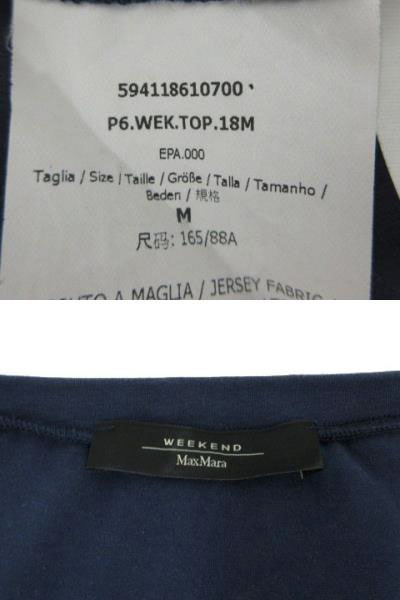 594118610700
P6.WEK.TOP.18M
EPA.000
Taglia / Size / Taille / Größe / Talla / Tamanho /
Beden / 規格
M
尺码: 165/88A
A MAGLIA / JERSEY FABRIC
WEEKEND
MaxMara